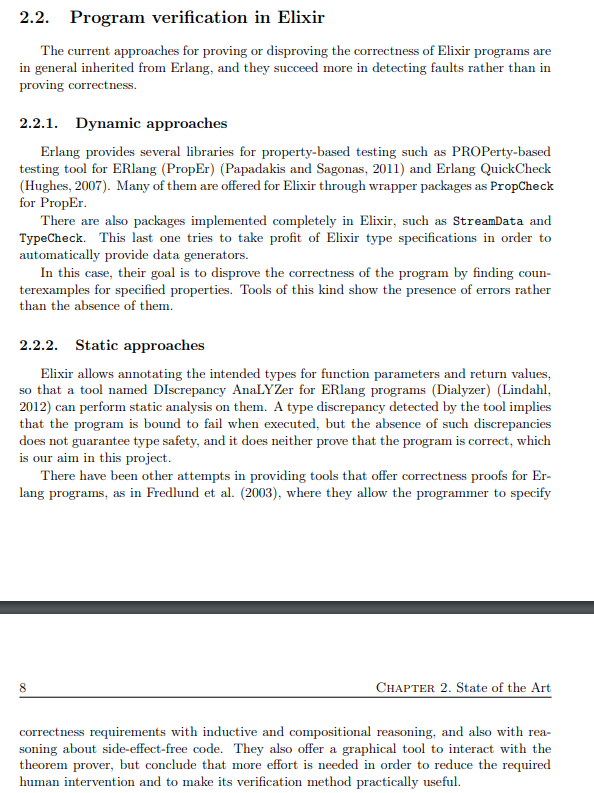 2.2. Program verification in Elixir
The current approaches for proving or disproving the correctness of Elixir programs are
in general inherited from Erlang, and they succeed more in detecting faults rather than in
proving correctness.
2.2.1. Dynamic approaches
Erlang provides several libraries for property-based testing such as PROPerty-based
testing tool for ERlang (PropEr) (Papadakis and Sagonas, 2011) and Erlang QuickCheck
(Hughes, 2007). Many of them are offered for Elixir through wrapper packages as PropCheck
for PropEr.
There are also packages implemented completely in Elixir, such as StreamData and
TypeCheck. This last one tries to take profit of Elixir type specifications in order to
automatically provide data generators.
In this case, their goal is to disprove the correctness of the program by finding coun-
terexamples for specified properties. Tools of this kind show the presence of errors rather
than the absence of them.
2.2.2. Static approaches
Elixir allows annotating the intended types for function parameters and return values,
so that a tool named DIscrepancy AnaLYZer for ERlang programs (Dialyzer) (Lindahl,
2012) can perform static analysis on them. A type discrepancy detected by the tool implies
that the program is bound to fail when executed, but the absence of such discrepancies
does not guarantee type safety, and it does neither prove that the program is correct, which
is our aim in this project.
There have been other attempts in providing tools that offer correctness proofs for Er-
lang programs, as in Fredlund et al. (2003), where they allow the programmer to specify
8 CHAPTER 2. State of the Art
correctness requirements with inductive and compositional reasoning, and also with rea-
soning about side-effect-free code. They also offer a graphical tool to interact with the
theorem prover, but conclude that more effort is needed in order to reduce the required
human intervention and to make its verification method practically useful.